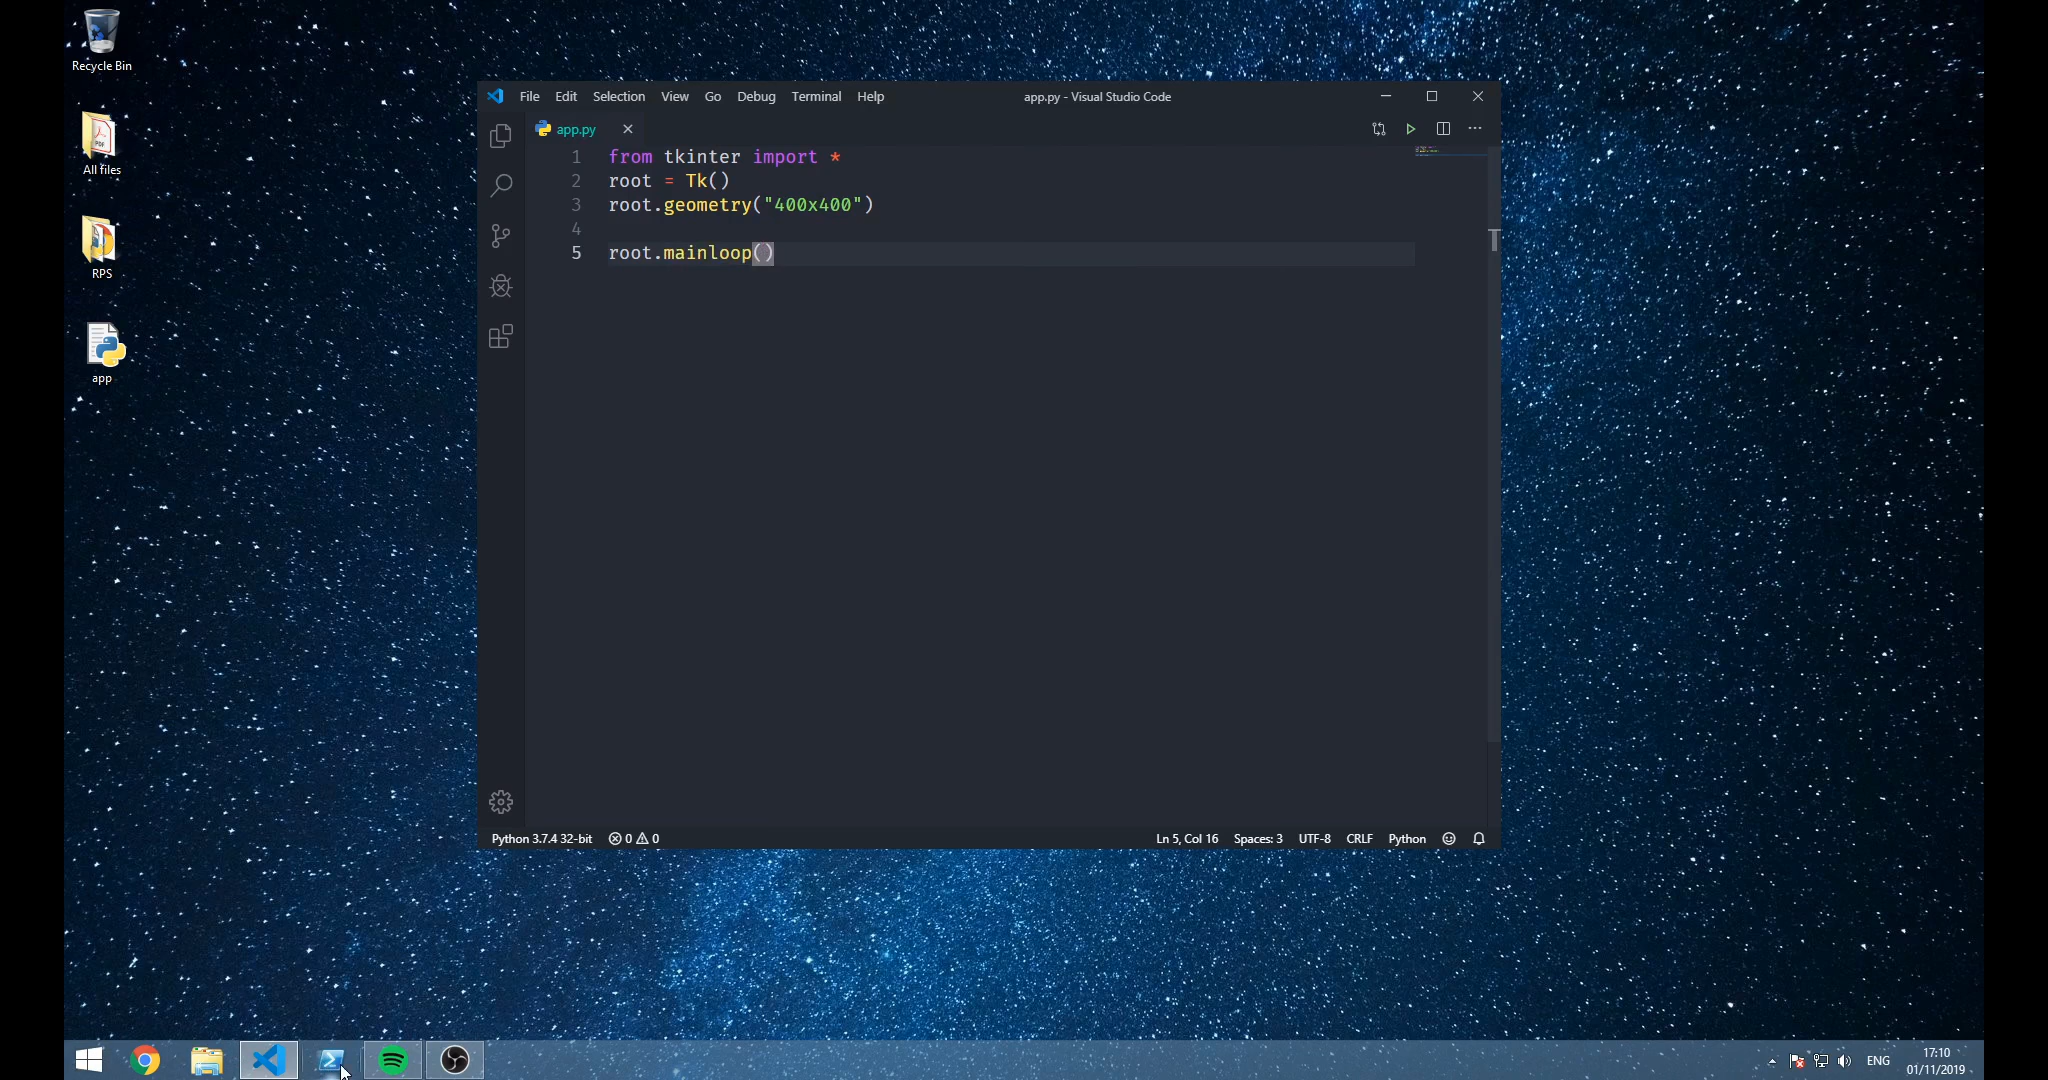 Recycle Bin
All files
RPS
app
File Edit Selection View Go Debug Terminal Help
app.py - Visual Studio Code
app.py
1 from tkinter import *
2 root = Tk()
3 root.geometry("400x400")
4
5 root.mainloop()
Python 3.7.4 32-bit 0 0
Ln 5, Col 16 Spaces: 3 UTF-8 CRLF Python
ENG
17:10
01/11/2019